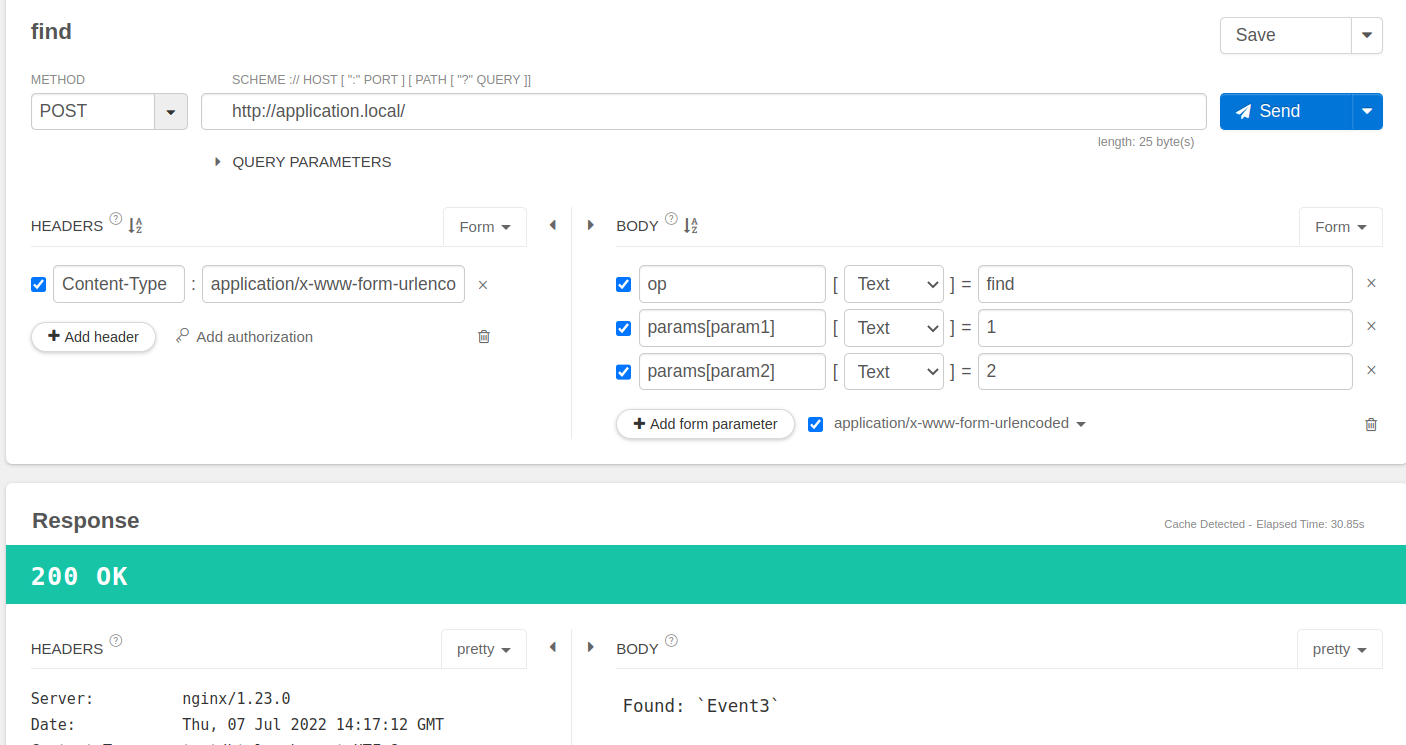 find
Save
METHOD
SCHEME :// HOST [ ":" PORT ] [ PATH [ "?" QUERY ]]
POST
http://application.local/
Send
length: 25 byte(s)
QUERY PARAMETERS
HEADERS ? Form
Content-Type : application/x-www-form-urlenco ×
Add header
Add authorization
BODY ? Form
op [ Text ] = find ×
params[param1] [ Text ] = 1 ×
params[param2] [ Text ] = 2 ×
Add form parameter
application/x-www-form-urlencoded
Response
Cache Detected - Elapsed Time: 30.85s
200 OK
HEADERS ? pretty
Server: nginx/1.23.0
Date: Thu, 07 Jul 2022 14:17:12 GMT
BODY ? pretty
Found: `Event3`